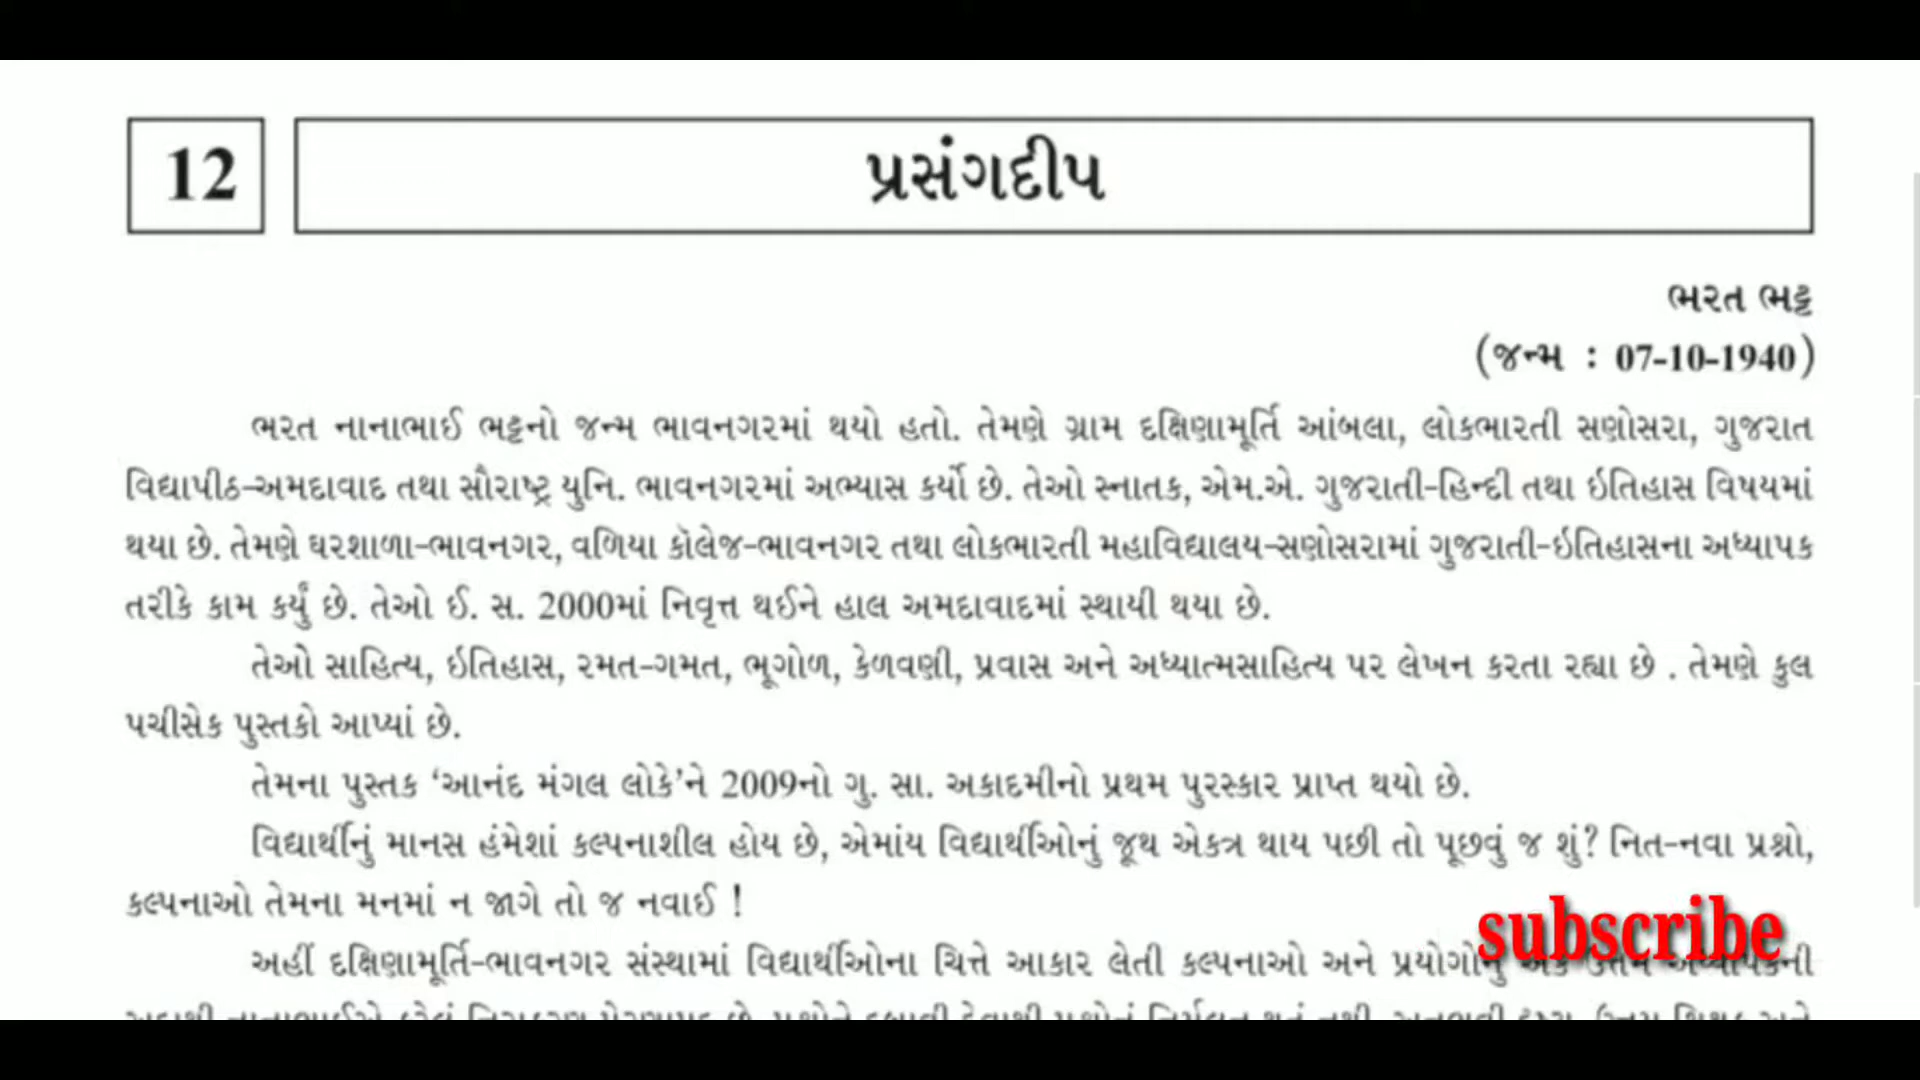 12
પ્રસંગદીપ
ભરત ભટ્ટ
(જન્મ : 07-10-1940)
ભરત નાનાભાઈ ભટ્ટનો જન્મ ભાવનગરમાં થયો હતો. તેમણે ગ્રામ દક્ષિણામૂર્તિ આંબલા, લોકભારતી સણોસરા, ગુજરાત
વિદ્યાપીઠ-અમદાવાદ તથા સૌરાષ્ટ્ર યુનિ. ભાવનગરમાં અભ્યાસ કર્યો છે. તેઓ સ્નાતક, એમ.એ. ગુજરાતી-હિન્દી તથા ઇતિહાસ વિષયમાં
થયા છે. તેમણે ઘરશાળા-ભાવનગર, વળિયા કૉલેજ-ભાવનગર તથા લોકભારતી મહાવિદ્યાલય-સણોસરામાં ગુજરાતી-ઇતિહાસના અધ્યાપક
તરીકે કામ કર્યું છે. તેઓ ઈ. સ. 2000માં નિવૃત્ત થઈને હાલ અમદાવાદમાં સ્થાયી થયા છે.
તેઓ સાહિત્ય, ઇતિહાસ, રમત-ગમત, ભૂગોળ, કેળવણી, પ્રવાસ અને અધ્યાત્મસાહિત્ય પર લેખન કરતા રહ્યા છે . તેમણે કુલ
પચીસેક પુસ્તકો આપ્યાં છે.
તેમના પુસ્તક ‘આનંદ મંગલ લોકે’ને 2009નો ગુ. સા. અકાદમીનો પ્રથમ પુરસ્કાર પ્રાપ્ત થયો છે.
વિદ્યાર્થીનું માનસ હંમેશાં કલ્પનાશીલ હોય છે, એમાંય વિદ્યાર્થીઓનું જૂથ એકત્ર થાય પછી તો પૂછવું જ શું? નિત-નવા પ્રશ્નો,
કલ્પનાઓ તેમના મનમાં ન જાગે તો જ નવાઈ !
subscribe
અહીં દક્ષિણામૂર્તિ-ભાવનગર સંસ્થામાં વિદ્યાર્થીઓના ચિત્તે આકાર લેતી કલ્પનાઓ અને પ્રયોગોનું